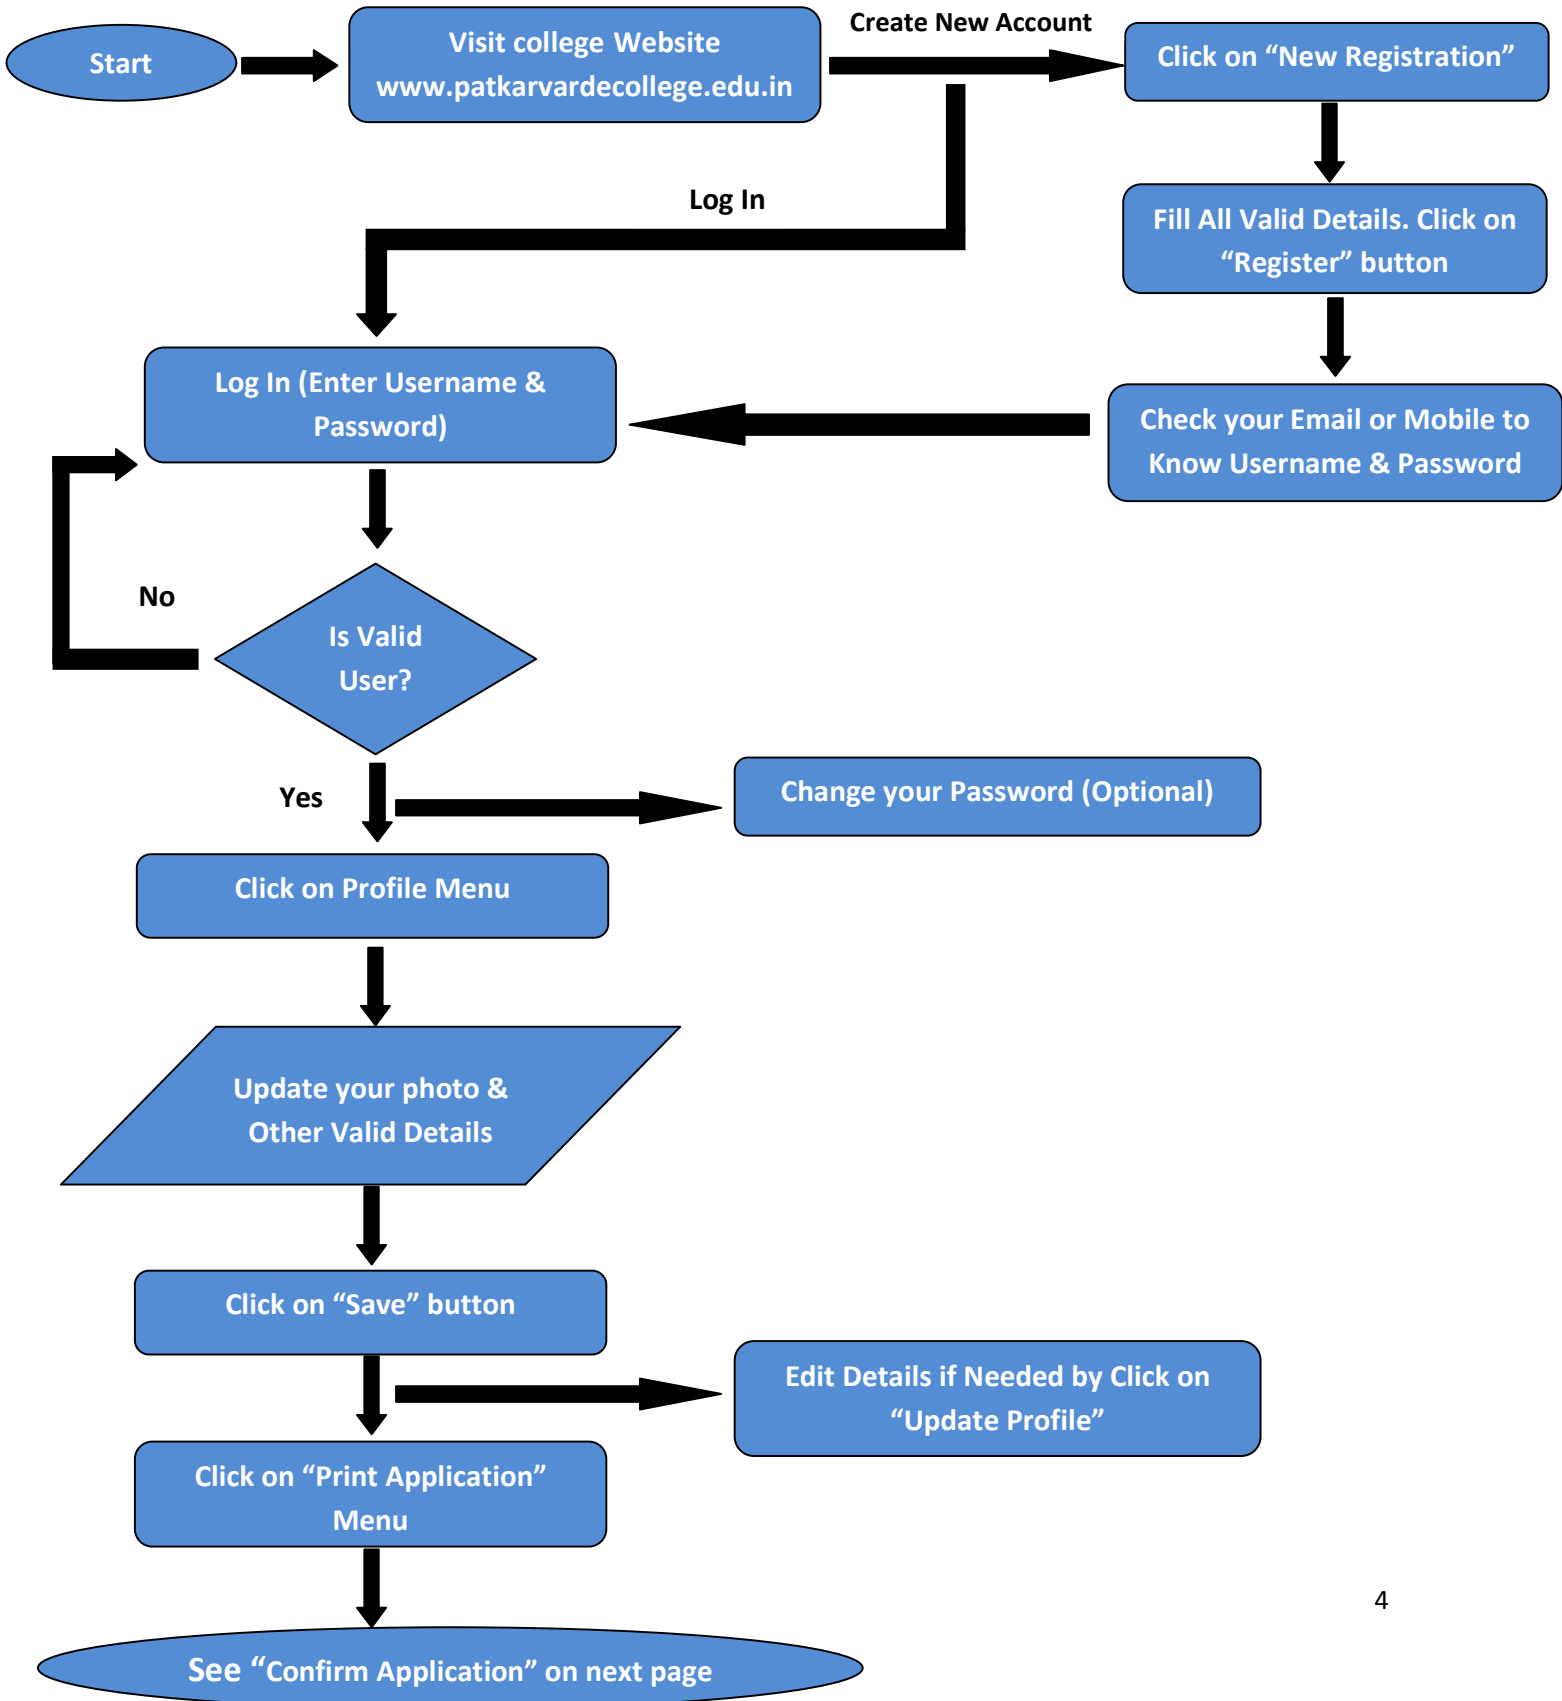 Start
Visit college Website
www.patkarvardecollege.edu.in
Create New Account
Click on “New Registration”
Fill All Valid Details. Click on
“Register” button
Log In
Log In (Enter Username &
Password)
Check your Email or Mobile to
Know Username & Password
No
Is Valid
User?
Yes
Change your Password (Optional)
Click on Profile Menu
Update your photo &
Other Valid Details
Click on “Save” button
Edit Details if Needed by Click on
“Update Profile”
Click on “Print Application”
Menu
4
See “Confirm Application” on next page